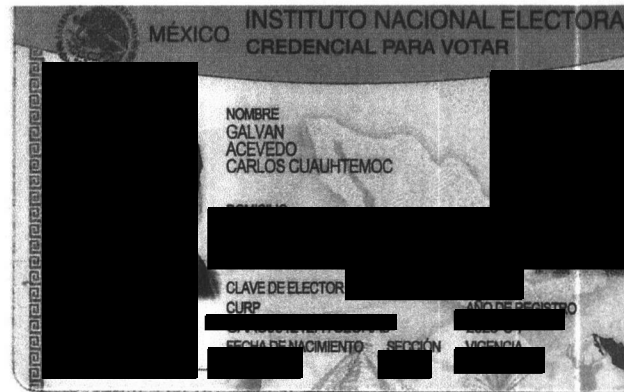 MÉXICO
INSTITUTO NACIONAL ELECTORA
CREDENCIAL PARA VOTAR
NOMBRE
GALVAN
ACEVEDO
CARLOS CUAUHTEMOC
DOMICILIO
CLAVE DE ELECTOR
CURP
AÑO DE REGISTRO
FECHA DE NACIMIENTO SECCIÓN VIGENCIA